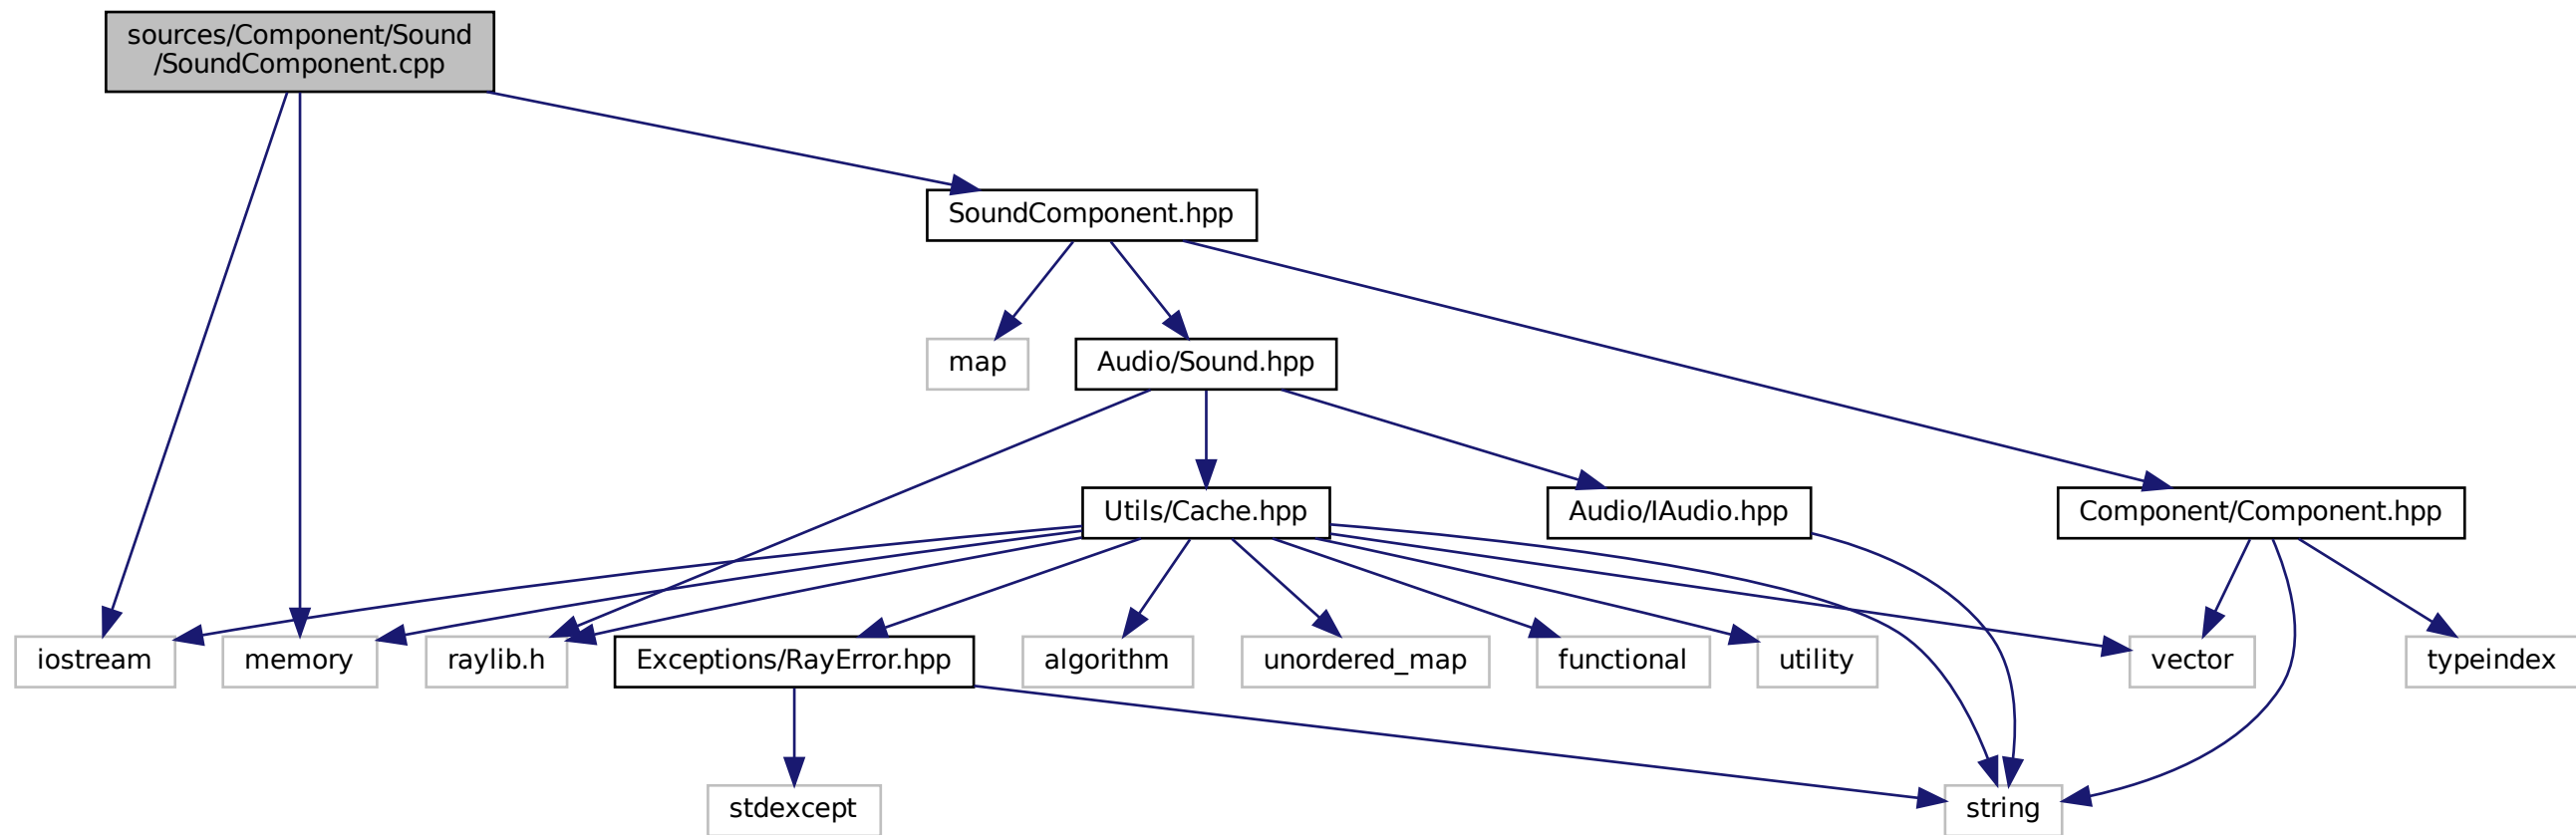 sources/Component/Sound
/SoundComponent.cpp
SoundComponent.hpp
map
Audio/Sound.hpp
Utils/Cache.hpp
Audio/IAudio.hpp
Component/Component.hpp
iostream
memory
raylib.h
Exceptions/RayError.hpp
algorithm
unordered_map
functional
utility
vector
typeindex
stdexcept
string